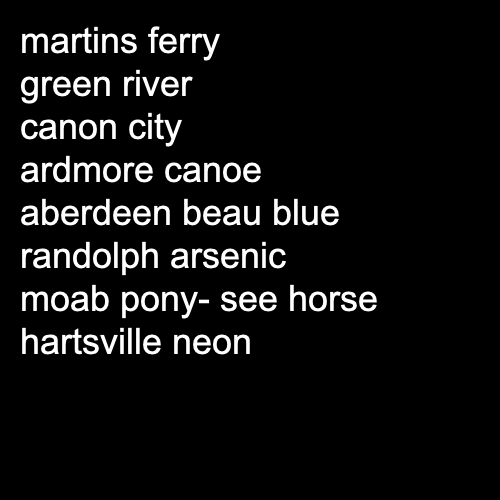 martins ferry
green river
canon city
ardmore canoe
aberdeen beau blue
randolph arsenic
moab pony- see horse
hartsville neon